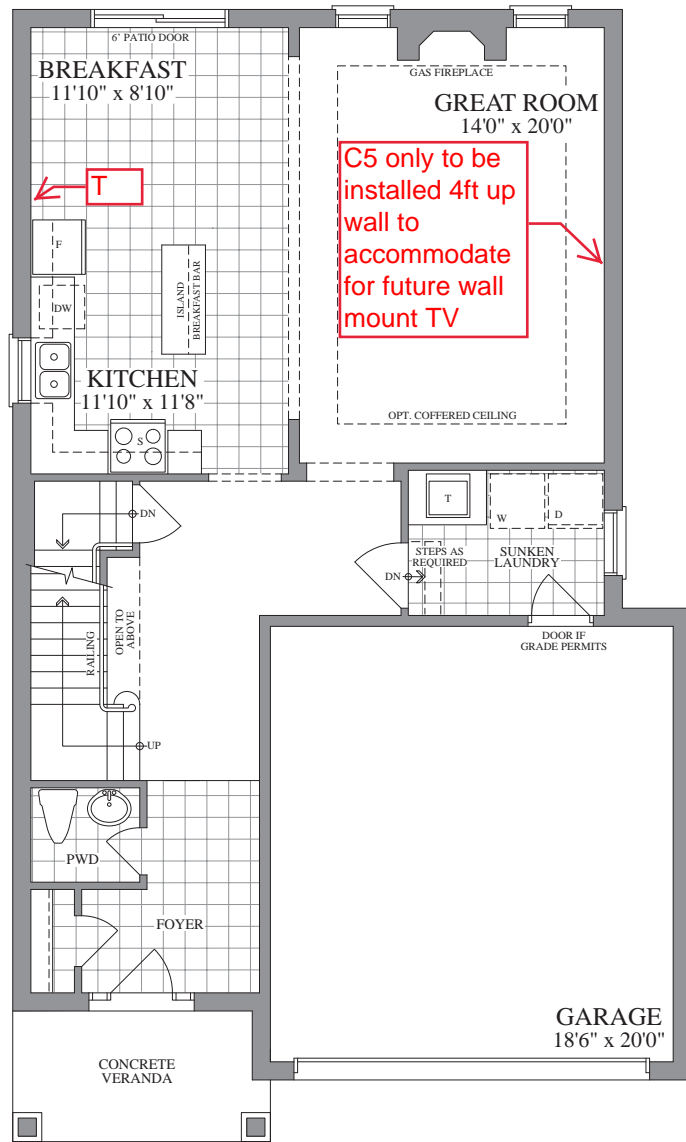 6' PATIO DOOR
BREAKFAST
11'10" x 8'10"
GAS FIREPLACE
GREAT ROOM
14'0" x 20'0"
T
C5 only to be
installed 4ft up
wall to
accommodate
for future wall
mount TV
F
DW
ISLAND
BREAKFAST BAR
KITCHEN
11'10" x 11'8"
S
OPT. COFFERED CEILING
DN
T
W
D
STEPS AS
REQUIRED
SUNKEN
LAUNDRY
DN
RAILING
OPEN TO
ABOVE
DOOR IF
GRADE PERMITS
UP
PWD
FOYER
GARAGE
18'6" x 20'0"
CONCRETE
VERANDA